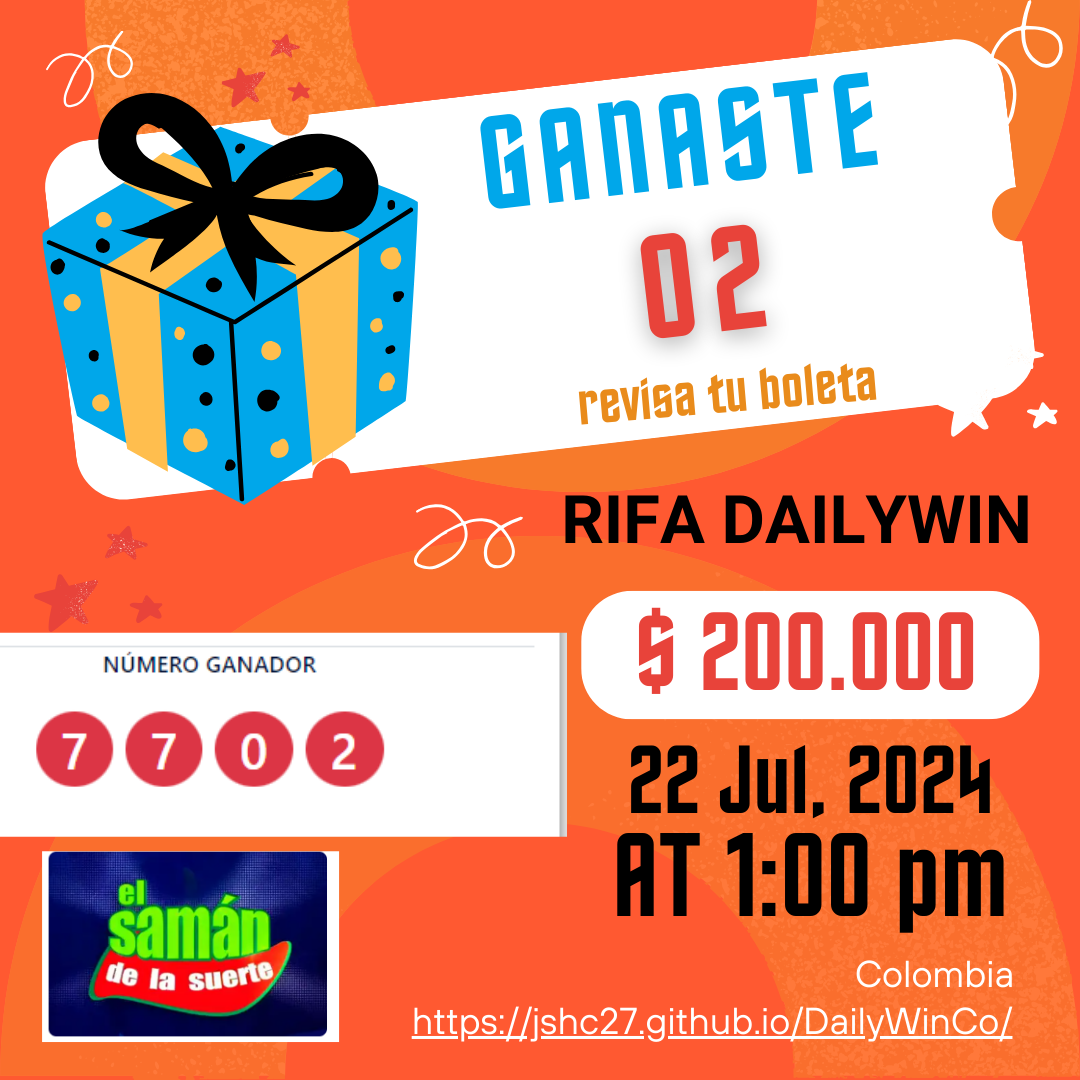 GANASTE
02
revisa tu boleta
RIFA DAILYWIN
$ 200.000
NÚMERO GANADOR
7 7 0 2
22 Jul, 2024
AT 1:00 pm
el
samán
de la suerte
Colombia
https://jshc27.github.io/DailyWinCo/